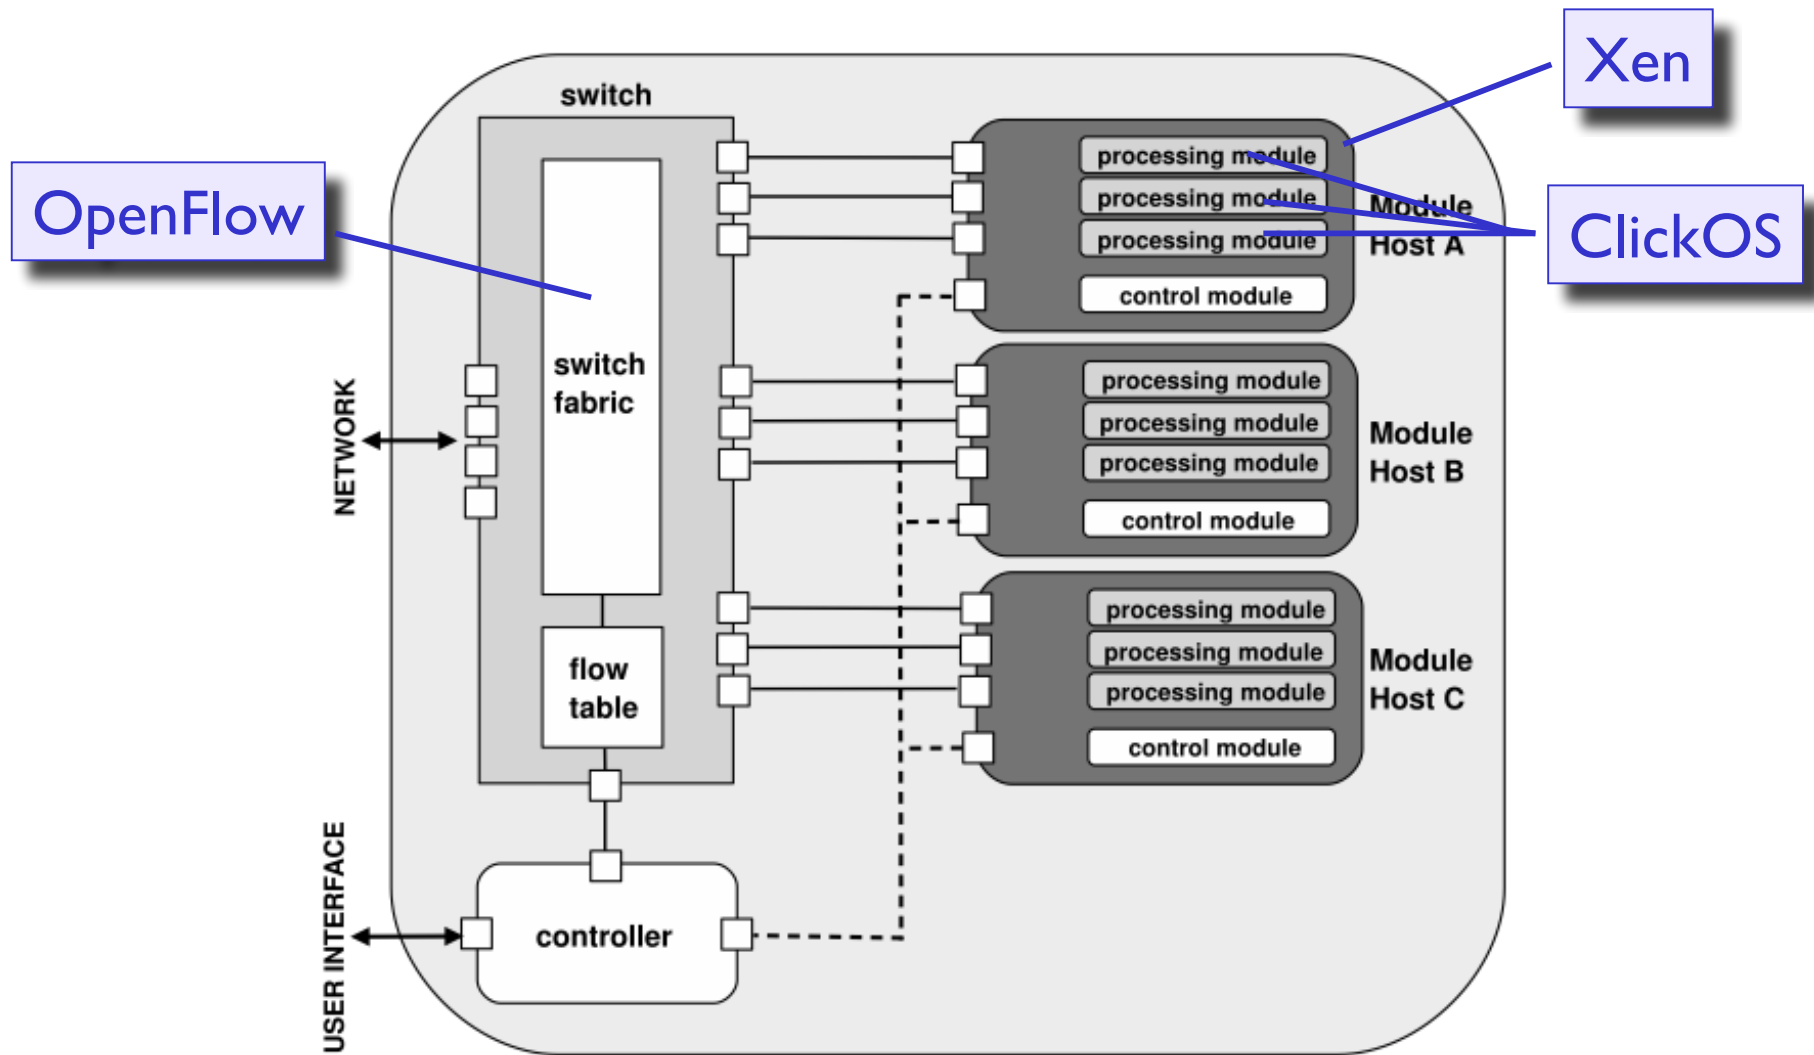 Xen
switch
OpenFlow
processing module
processing module
processing module
control module
Module
Host A
ClickOS
switch
fabric
NETWORK
processing module
processing module
processing module
control module
Module
Host B
flow
table
processing module
processing module
processing module
control module
Module
Host C
USER INTERFACE
controller